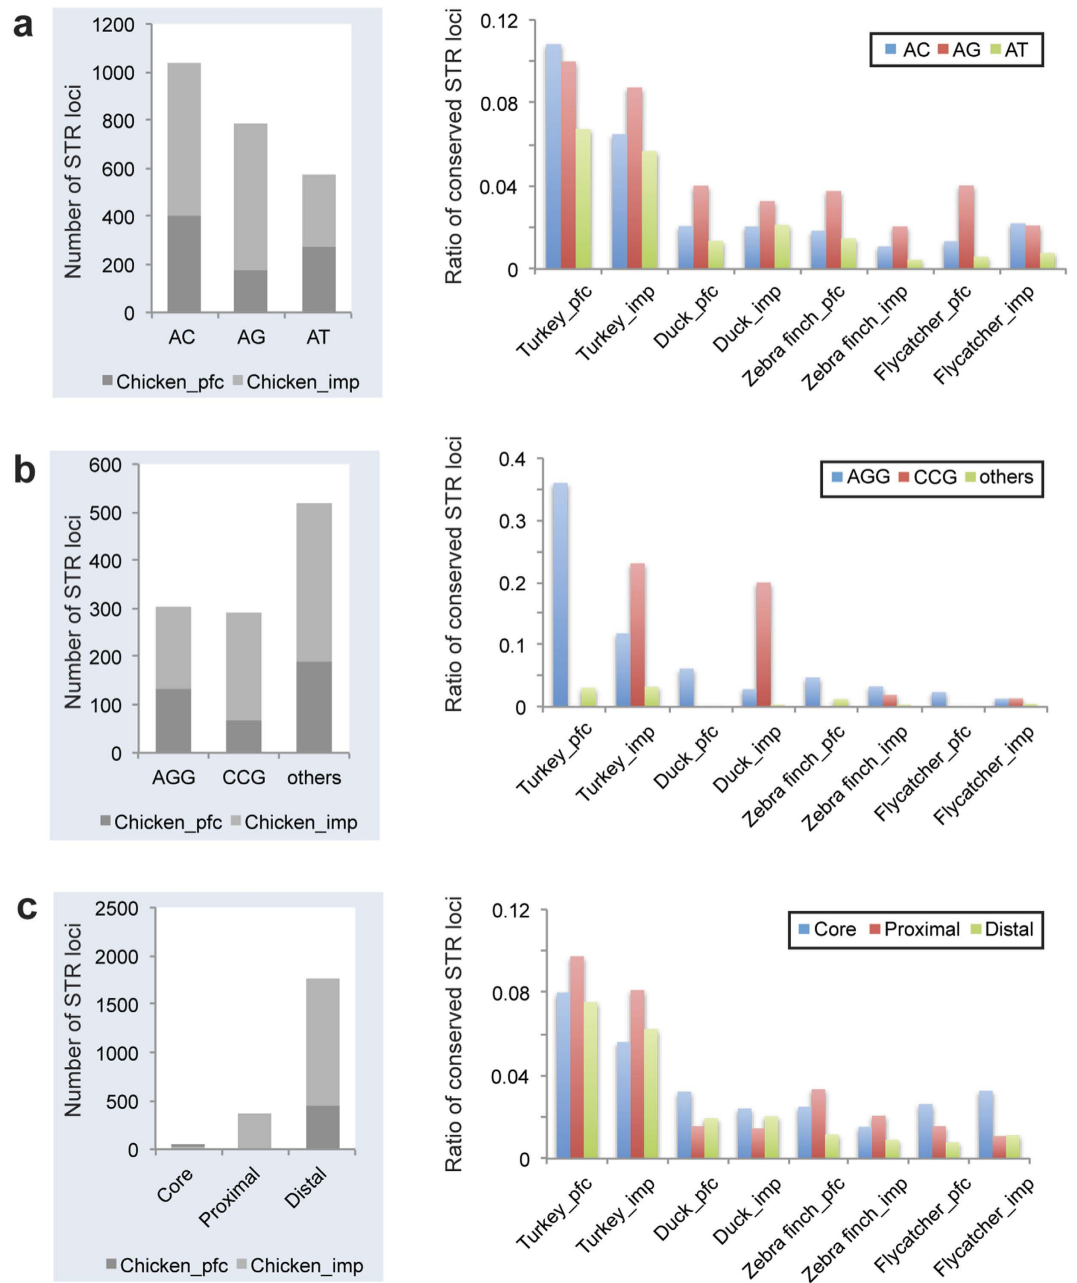 a
Number of STR loci
1200
1000
800
600
400
200
0
AC AG AT
Chicken_pfc Chicken_imp
Ratio of conserved STR loci
0.12
0.08
0.04
0
AC AG AT
Turkey_pfc
Turkey_imp
Duck_pfc
Duck_imp
Zebra finch_pfc
Zebra finch_imp
Flycatcher_pfc
Flycatcher_imp
b
Number of STR loci
600
500
400
300
200
100
0
AGG CCG others
Chicken_pfc Chicken_imp
Ratio of conserved STR loci
0.4
0.3
0.2
0.1
0
AGG CCG others
Turkey_pfc
Turkey_imp
Duck_pfc
Duck_imp
Zebra finch_pfc
Zebra finch_imp
Flycatcher_pfc
Flycatcher_imp
c
Number of STR loci
2500
2000
1500
1000
500
0
Core
Proximal
Distal
Chicken_pfc Chicken_imp
Ratio of conserved STR loci
0.12
0.08
0.04
0
Core Proximal Distal
Turkey_pfc
Turkey_imp
Duck_pfc
Duck_imp
Zebra finch_pfc
Zebra finch_imp
Flycatcher_pfc
Flycatcher_imp